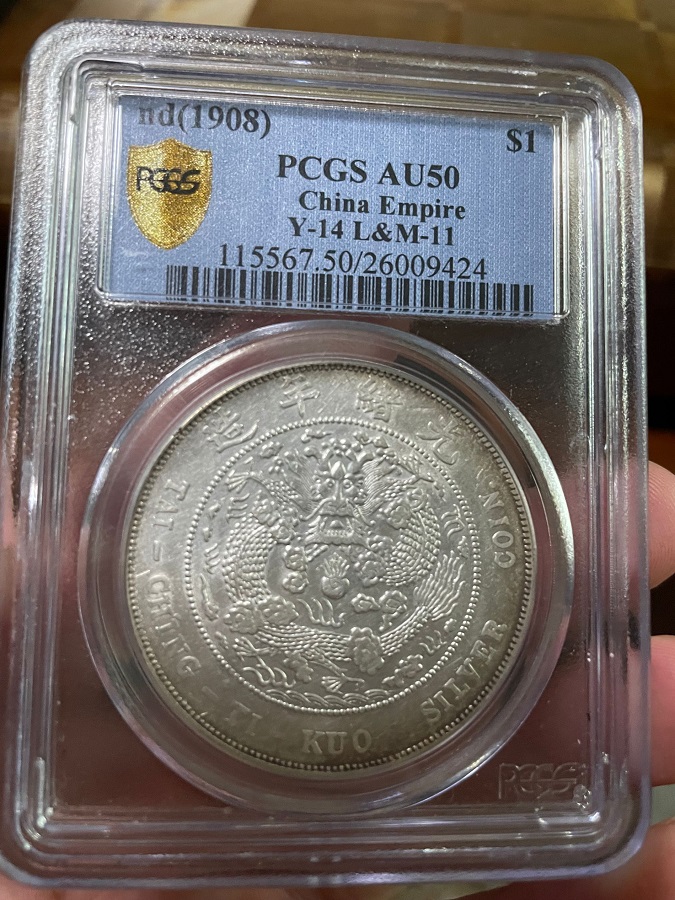 nd(1908) $1
PCGS
PCGS AU50
China Empire
Y-14 L&M-11
115567.50/26009424
光緒年造
TAI-CHING-TI KUO SILVER COIN
PCGS